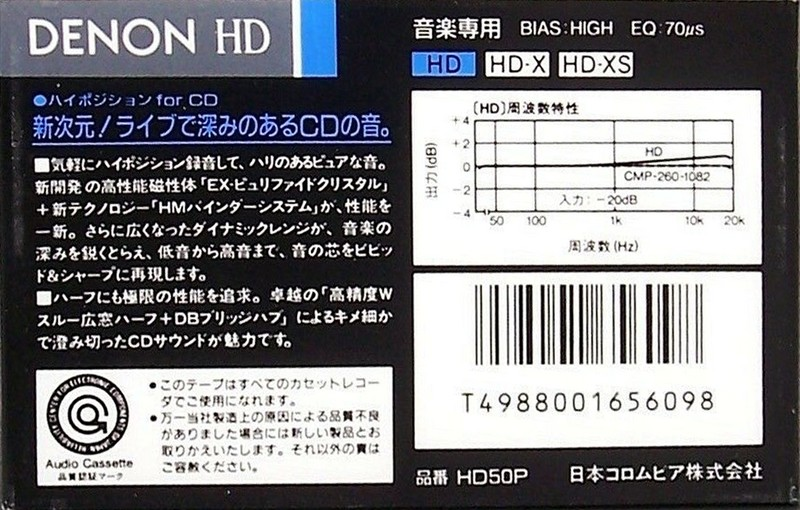 DENON HD
●ハイポジション for CD
新次元!ライブで深みのあるCDの音。
■気軽にハイポジション録音して、ハリのあるピュアな音。
新開発の高性能磁性体「EX-ピュリファイドクリスタル」
+新テクノロジー「HMバインダーシステム」が、性能を
一新。さらに広くなったダイナミックレンジが、音楽の
深みを鋭くとらえ、低音から高音まで、音の芯をビビッ
ド&シャープに再現します。
■ハーフにも極限の性能を追求。卓越の「高精度W
スルー広窓ハーフ+DBブリッジハブ」によるキメ細か
で澄み切ったCDサウンドが魅力です。
RELIABILITY CENTER FOR ELECTRONIC COMPONENTS OF JAPAN
Audio Cassette
品質認証マーク
●このテープはすべてのカセットレコー
ダでご使用になれます。
●万一当社製造上の原因による品質不良
がありました場合には新しい製品とお
取りかえいたします。それ以外の責は
ご容赦ください。
音楽専用 BIAS:HIGH EQ:70μs
HD HD-X HD-XS
〔HD〕周波数特性
出力(dB)
+4
+2
0
-2
-4
HD
CMP-260-1082
入力:-20dB
50 100 1k 10k 20k
周波数(Hz)
T4988001656098
品番 HD50P 日本コロムビア株式会社